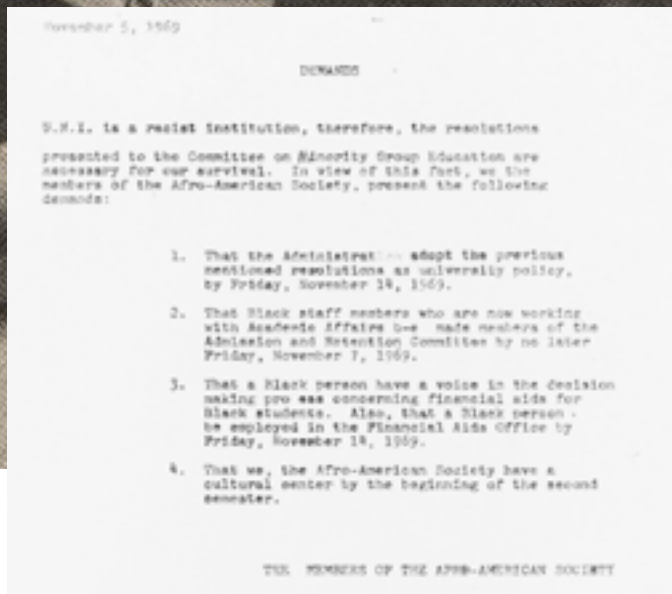 November 5, 1969
DEMANDS
U.N.I. is a racist institution, therefore, the resolutions
presented to the Committee on Minority Group Education are
necessary for our survival. In view of this fact, we the
members of the Afro-American Society, present the following
demands:
1. That the Administrat adopt the previous
mentioned resolutions as university policy,
by Friday, November 14, 1969.
2. That Black staff members who are now working
with Academic Affairs be made members of the
Admission and Retention Committee by no later
Friday, November 7, 1969.
3. That a Black person have a voice in the decision
making pro ess concerning financial aids for
Black students. Also, that a Black person
be employed in the Financial Aids Office by
Friday, November 14, 1969.
4. That we, the Afro-American Society have a
cultural center by the beginning of the second
semester.
THE MEMBERS OF THE AFRO-AMERICAN SOCIETY